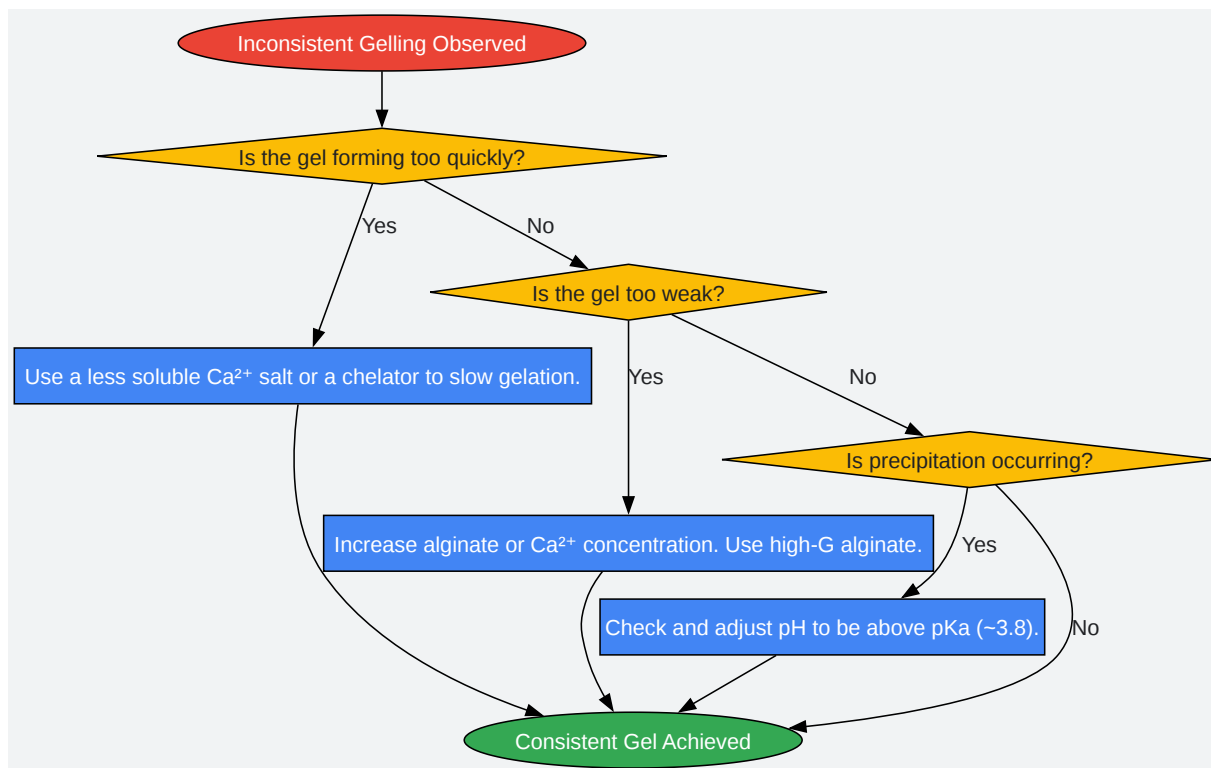 Inconsistent Gelling Observed
Is the gel forming too quickly?
Yes
No
Is the gel too weak?
Use a less soluble Ca²⁺ salt or a chelator to slow gelation.
Yes
No
Is precipitation occurring?
Increase alginate or Ca²⁺ concentration. Use high-G alginate.
Yes
Check and adjust pH to be above pKa (~3.8).
No
Consistent Gel Achieved